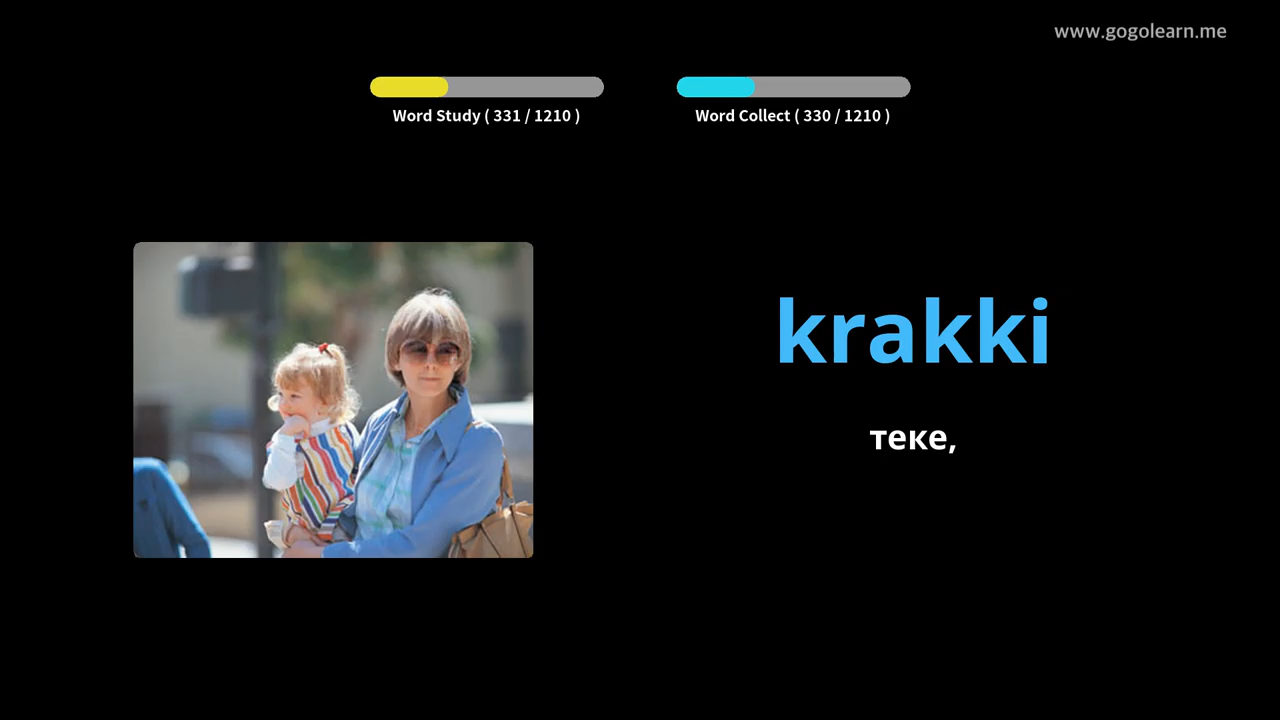 www.gogolearn.me
Word Study ( 331 / 1210 )
Word Collect ( 330 / 1210 )
krakki
теке,